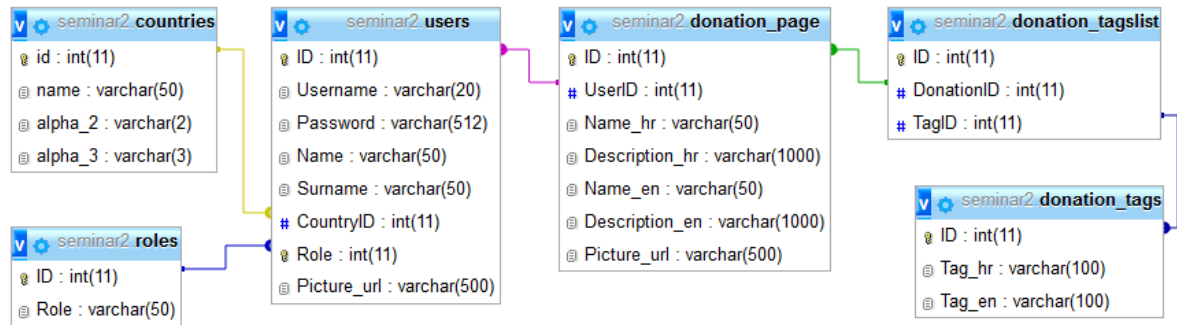 seminar2 countries
id : int(11)
name : varchar(50)
alpha_2 : varchar(2)
alpha_3 : varchar(3)
seminar2 roles
ID : int(11)
Role : varchar(50)
seminar2 users
ID : int(11)
Username : varchar(20)
Password : varchar(512)
Name : varchar(50)
Surname : varchar(50)
# CountryID : int(11)
Role : int(11)
Picture_url : varchar(500)
seminar2 donation_page
ID : int(11)
# UserID : int(11)
Name_hr : varchar(50)
Description_hr : varchar(1000)
Name_en : varchar(50)
Description_en : varchar(1000)
Picture_url : varchar(500)
seminar2 donation_tagslist
ID : int(11)
# DonationID : int(11)
# TagID : int(11)
seminar2 donation_tags
ID : int(11)
Tag_hr : varchar(100)
Tag_en : varchar(100)